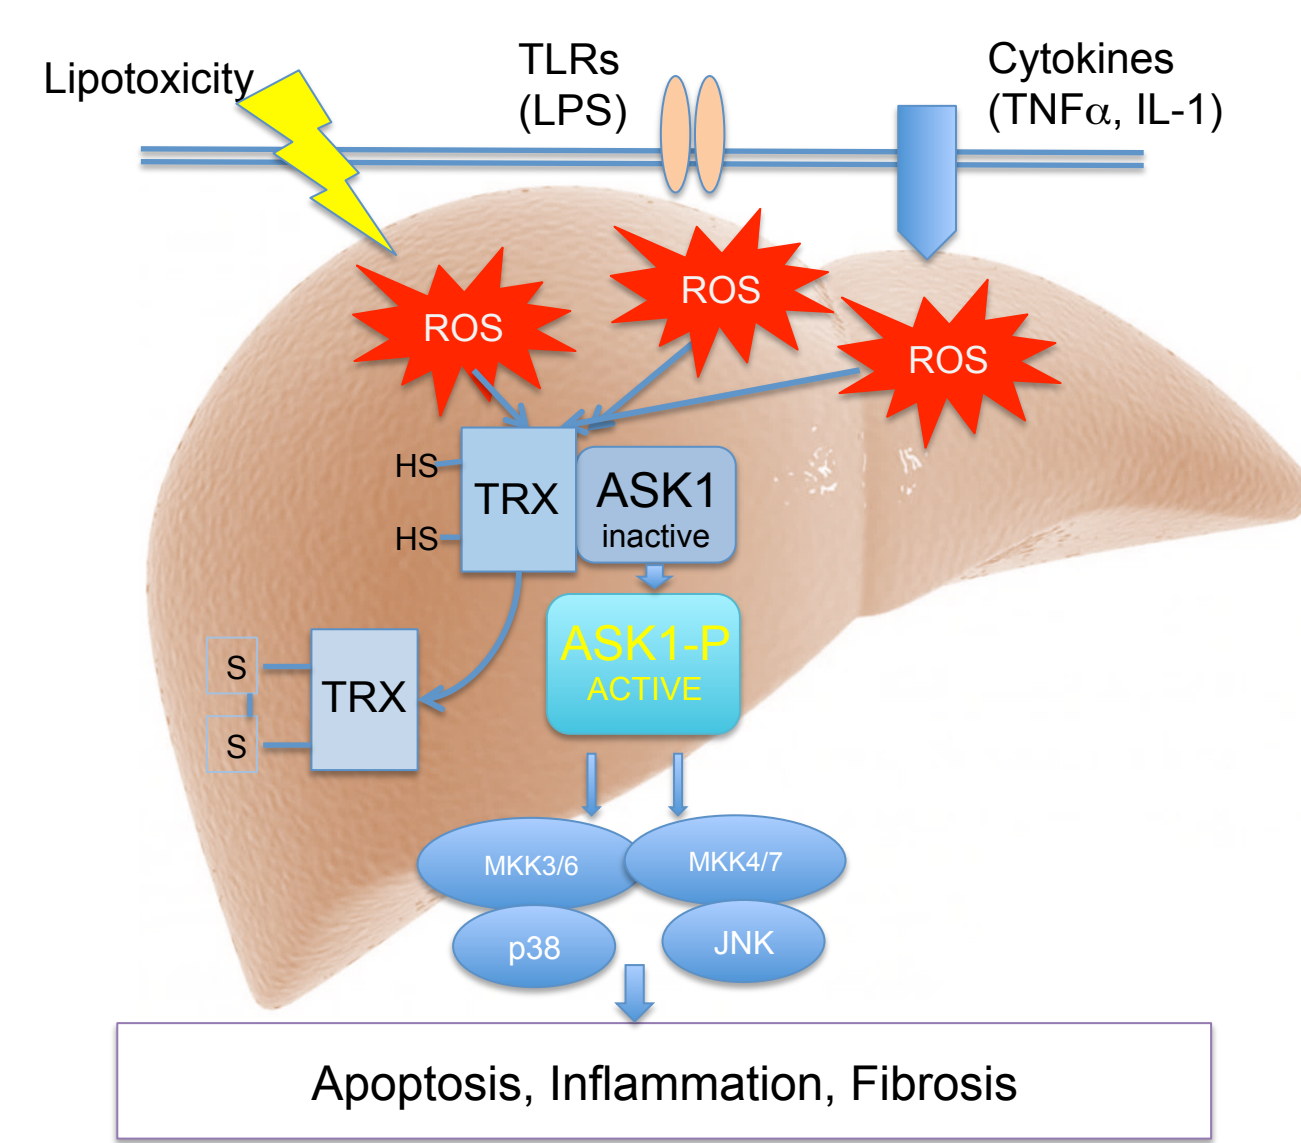 Lipotoxicity
TLRs
(LPS)
Cytokines
(TNFα, IL-1)
ROS
ROS
ROS
HS
HS
TRX
ASK1
inactive
ASK1-P
ACTIVE
S
S
TRX
MKK3/6
MKK4/7
p38
JNK
Apoptosis, Inflammation, Fibrosis